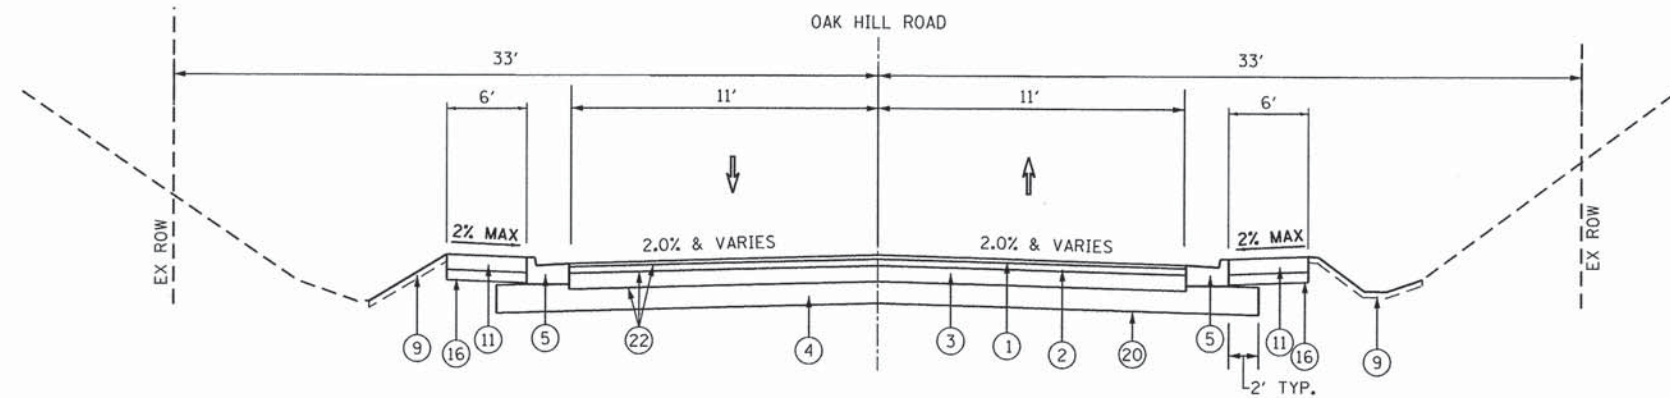 OAK HILL ROAD
33'
33'
6'
11'
11'
6'
EX ROW
2% MAX
2.0% & VARIES
2.0% & VARIES
2% MAX
EX ROW
9
16
11
5
22
4
3
1
2
20
5
11
16
9
2' TYP.